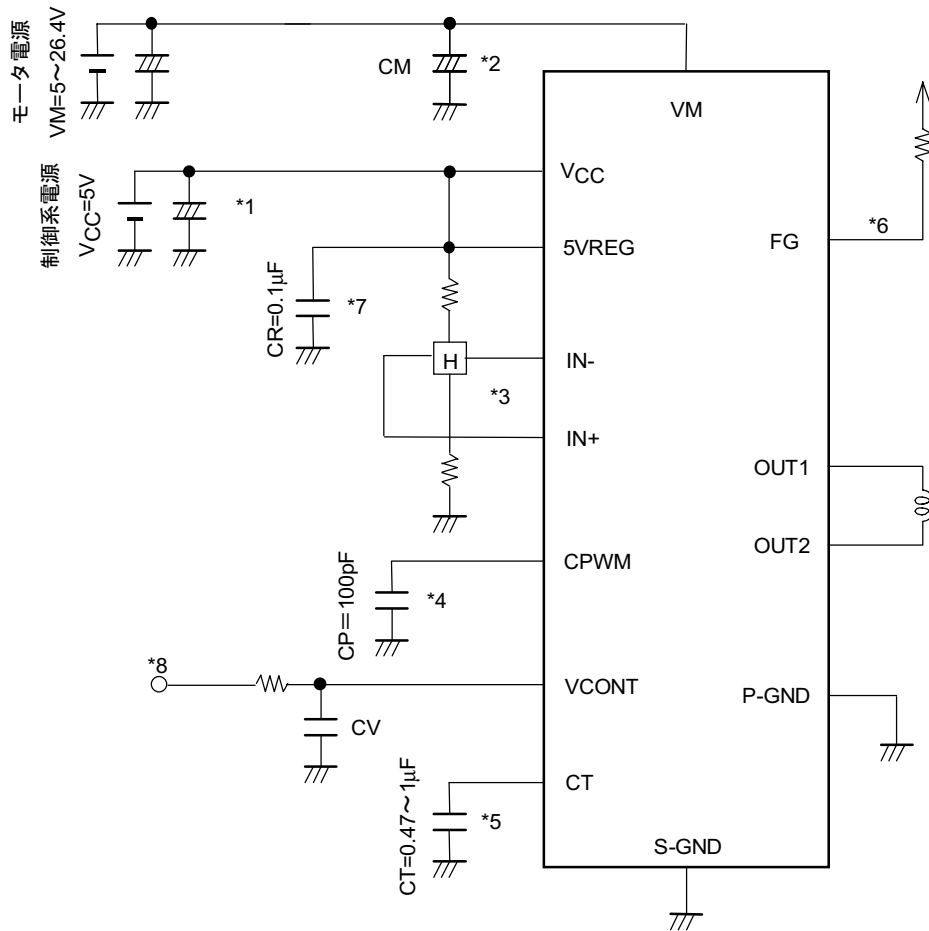 モータ電源
VM=5～26.4V
CM
*2
VM
制御系電源
VCC=5V
*1
VCC
5VREG
FG
*6
CR=0.1μF
*7
H
IN-
*3
IN+
OUT1
OUT2
CPWM
CP＝100pF
*4
*8
VCONT
P-GND
CV
CT
CT=0.47～1μF
*5
S-GND